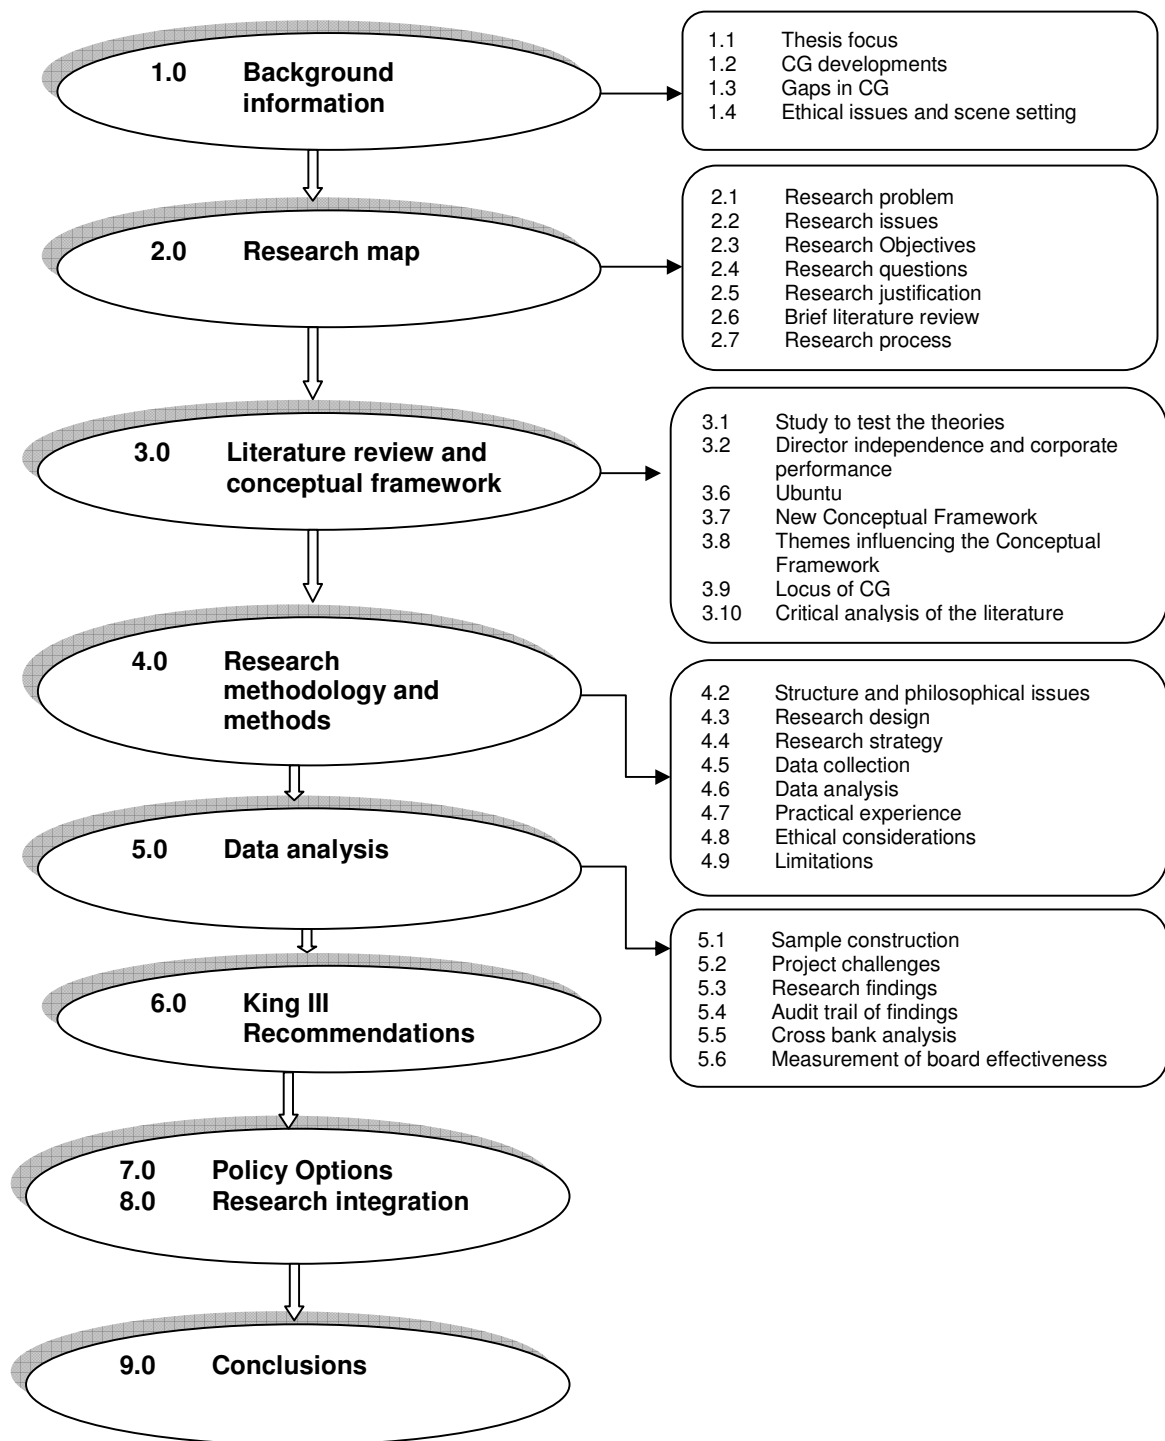 1.0 Background
information
1.1 Thesis focus
1.2 CG developments
1.3 Gaps in CG
1.4 Ethical issues and scene setting
2.0 Research map
2.1 Research problem
2.2 Research issues
2.3 Research Objectives
2.4 Research questions
2.5 Research justification
2.6 Brief literature review
2.7 Research process
3.0 Literature review and
conceptual framework
3.1 Study to test the theories
3.2 Director independence and corporate
performance
3.6 Ubuntu
3.7 New Conceptual Framework
3.8 Themes influencing the Conceptual
Framework
3.9 Locus of CG
3.10 Critical analysis of the literature
4.0 Research
methodology and
methods
4.2 Structure and philosophical issues
4.3 Research design
4.4 Research strategy
4.5 Data collection
4.6 Data analysis
4.7 Practical experience
4.8 Ethical considerations
4.9 Limitations
5.0 Data analysis
5.1 Sample construction
5.2 Project challenges
5.3 Research findings
5.4 Audit trail of findings
5.5 Cross bank analysis
5.6 Measurement of board effectiveness
6.0 King III
Recommendations
7.0 Policy Options
8.0 Research integration
9.0 Conclusions